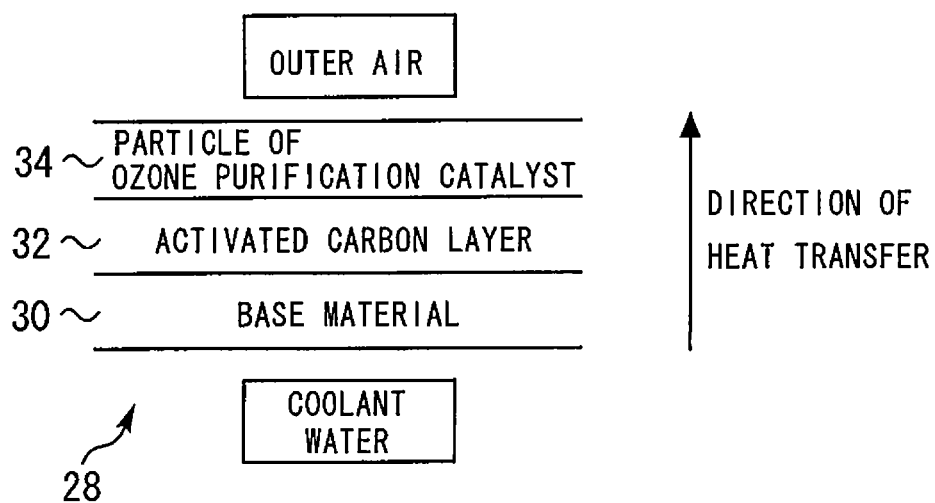 OUTER AIR
34
PARTICLE OF
OZONE PURIFICATION CATALYST
32
ACTIVATED CARBON LAYER
30
BASE MATERIAL
DIRECTION OF
HEAT TRANSFER
COOLANT
WATER
28